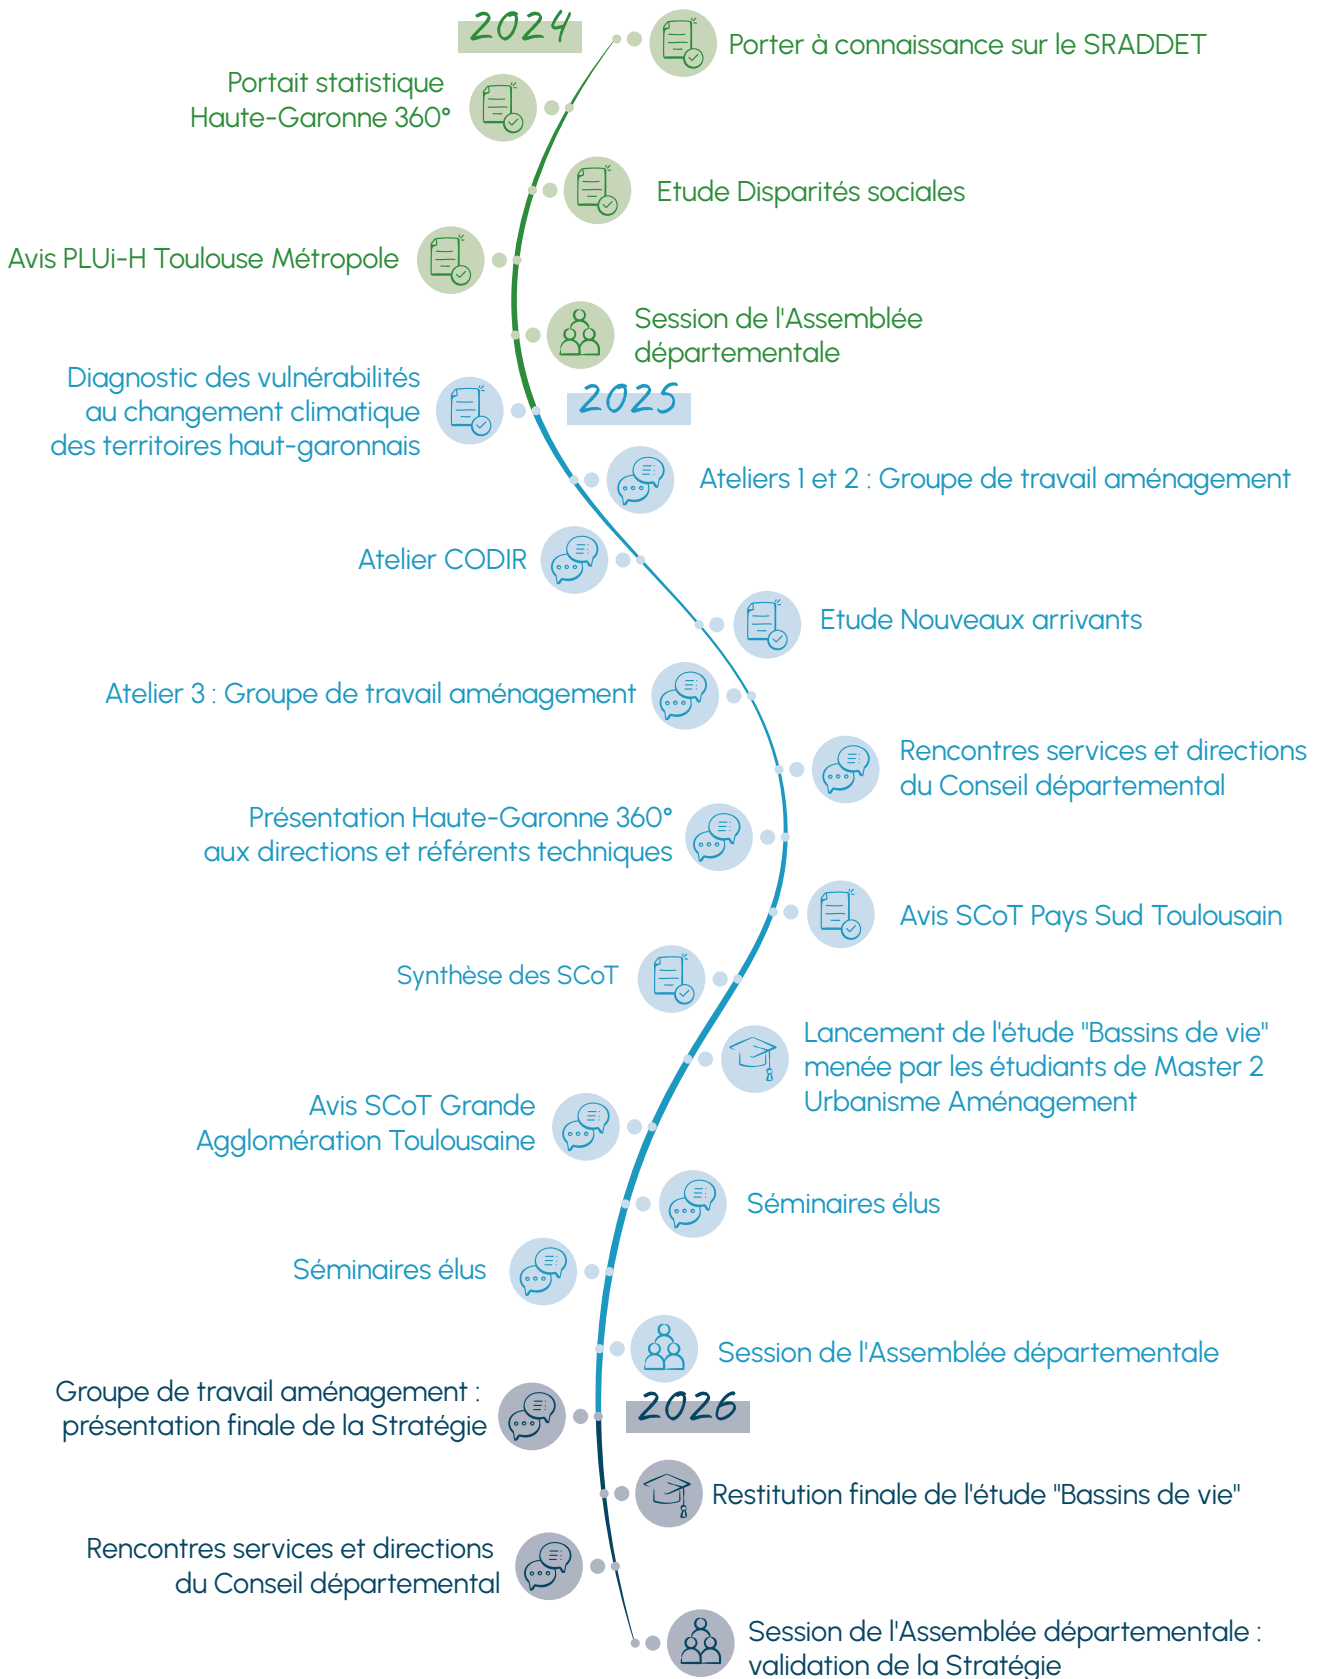 2024
Porter à connaissance sur le SRADDET
Portait statistique
Haute-Garonne 360°
Etude Disparités sociales
Avis PLUi-H Toulouse Métropole
Session de l'Assemblée
départementale
Diagnostic des vulnérabilités
au changement climatique
des territoires haut-garonnais
2025
Ateliers 1 et 2 : Groupe de travail aménagement
Atelier CODIR
Etude Nouveaux arrivants
Atelier 3 : Groupe de travail aménagement
Rencontres services et directions
du Conseil départemental
Présentation Haute-Garonne 360°
aux directions et référents techniques
Avis SCoT Pays Sud Toulousain
Synthèse des SCoT
Lancement de l'étude "Bassins de vie"
menée par les étudiants de Master 2
Urbanisme Aménagement
Avis SCoT Grande
Agglomération Toulousaine
Séminaires élus
Séminaires élus
Session de l'Assemblée départementale
Groupe de travail aménagement :
présentation finale de la Stratégie
2026
Restitution finale de l'étude "Bassins de vie"
Rencontres services et directions
du Conseil départemental
Session de l'Assemblée départementale :
validation de la Stratégie